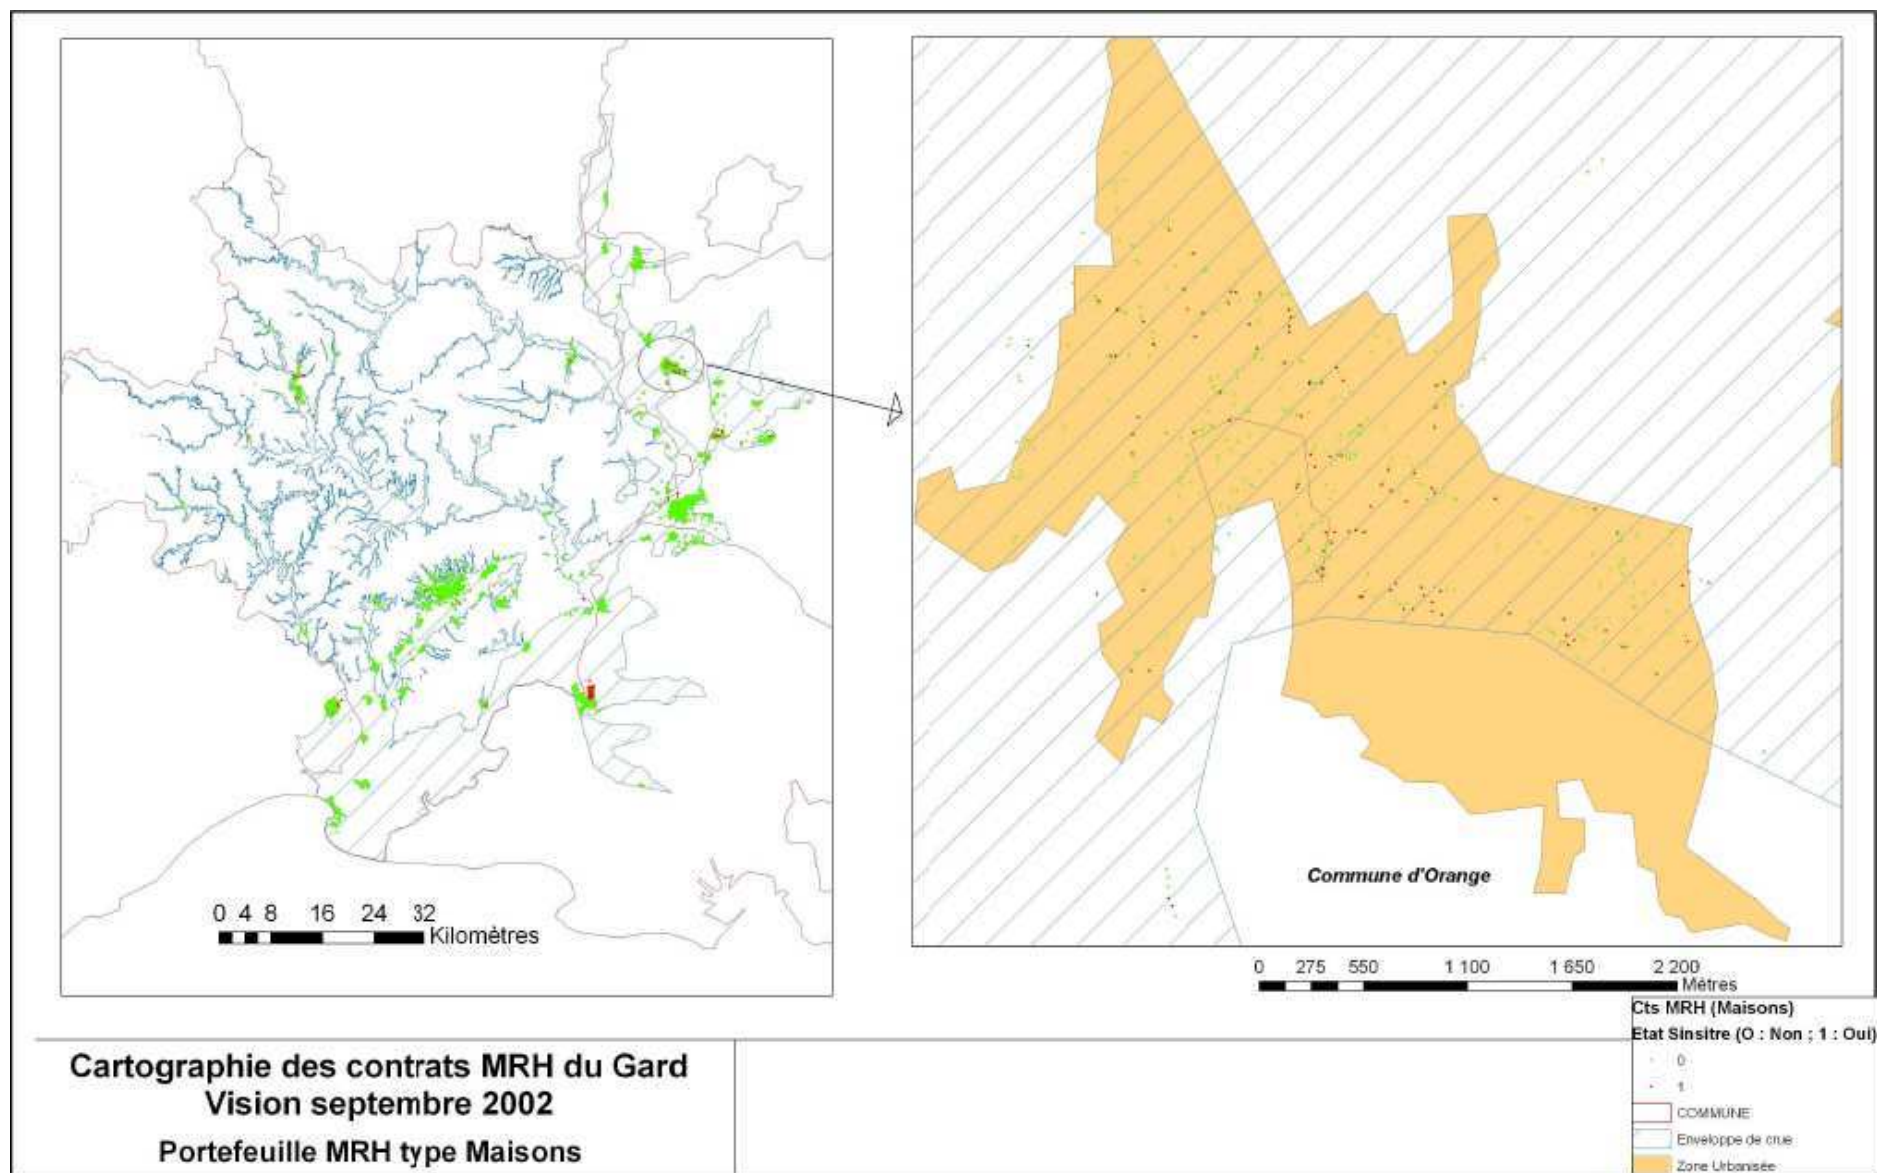 0 4 8 16 24 32
Kilomètres
Commune d'Orange
0 275 550 1 100 1 650 2 200
Mètres
Cts MRH (Maisons)
Etat Sinsitre (O : Non ; 1 : Oui)
0
1
COMMUNE
Enveloppe de crue
Zone Urbanisée
Cartographie des contrats MRH du Gard
Vision septembre 2002
Portefeuille MRH type Maisons